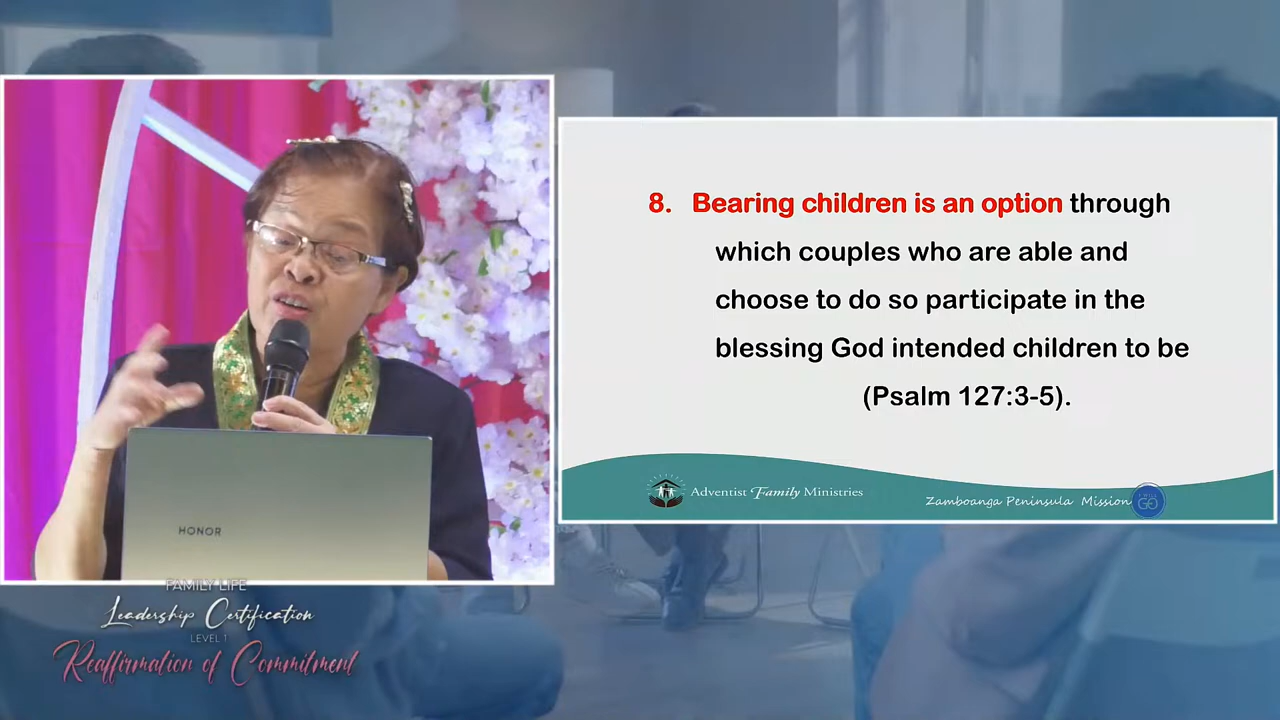 8. Bearing children is an option through
which couples who are able and
choose to do so participate in the
blessing God intended children to be
(Psalm 127:3-5).
Adventist Family Ministries
Zamboanga Peninsula Mission
I WILL
GO
HONOR
FAMILY LIFE
Leadership Certification
LEVEL 1
Reaffirmation of Commitment